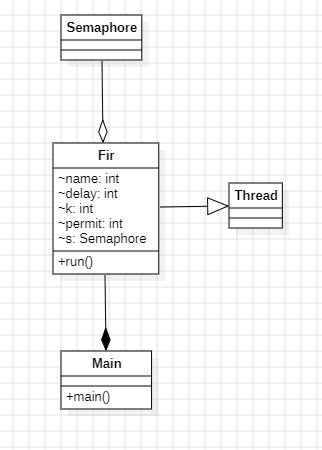 Semaphore
Fir
~name: int
~delay: int
~k: int
~permit: int
~s: Semaphore
+run()
Thread
Main
+main()